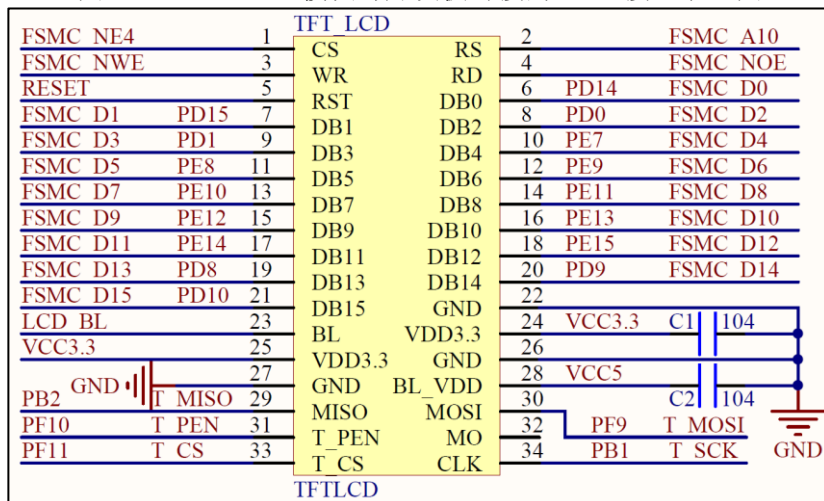 TFT_LCD
FSMC_NE4 1 CS RS 2 FSMC_A10
FSMC_NWE 3 WR RD 4 FSMC_NOE
RESET 5 RST DB0 6 PD14 FSMC_D0
FSMC_D1 PD15 7 DB1 DB2 8 PD0 FSMC_D2
FSMC_D3 PD1 9 DB3 DB4 10 PE7 FSMC_D4
FSMC_D5 PE8 11 DB5 DB6 12 PE9 FSMC_D6
FSMC_D7 PE10 13 DB7 DB8 14 PE11 FSMC_D8
FSMC_D9 PE12 15 DB9 DB10 16 PE13 FSMC_D10
FSMC_D11 PE14 17 DB11 DB12 18 PE15 FSMC_D12
FSMC_D13 PD8 19 DB13 DB14 20 PD9 FSMC_D14
FSMC_D15 PD10 21 DB15 GND 22
LCD_BL 23 BL VDD3.3 24 VCC3.3 C1 104
VCC3.3 25 VDD3.3 GND 26
GND 27 GND BL_VDD 28 VCC5 C2 104
PB2 T_MISO 29 MISO MOSI 30
PF10 T_PEN 31 T_PEN MO 32 PF9 T_MOSI
PF11 T_CS 33 T_CS CLK 34 PB1 T_SCK GND
TFTLCD